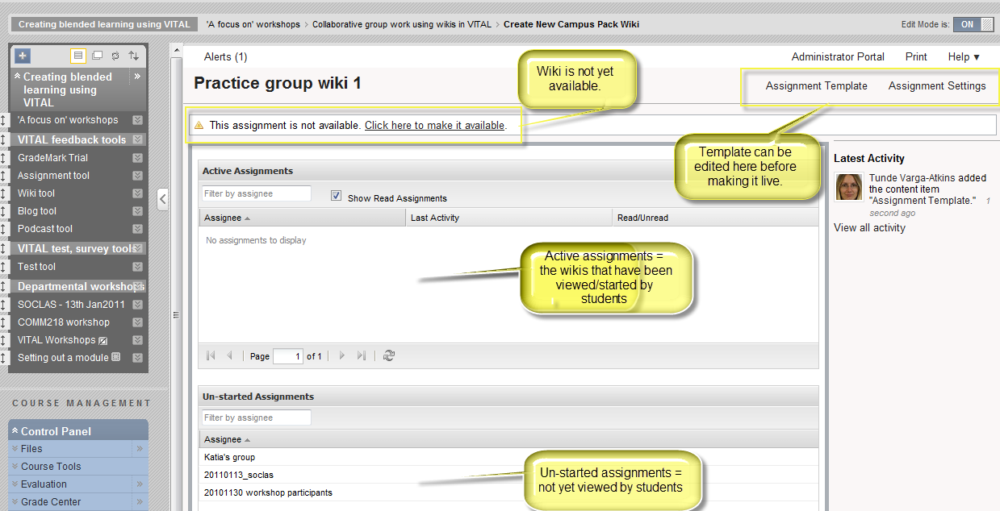 Creating blended learning using VITAL
'A focus on' workshops > Collaborative group work using wikis in VITAL > Create New Campus Pack Wiki
Edit Mode is: ON
Creating blended
learning using
VITAL
'A focus on' workshops
VITAL feedback tools
GradeMark Trial
Assignment tool
Wiki tool
Blog tool
Podcast tool
VITAL test, survey tools
Test tool
Departmental workshops
SOCLAS - 13th Jan2011
COMM218 workshop
VITAL Workshops
Setting out a module
COURSE MANAGEMENT
Control Panel
Files
Course Tools
Evaluation
Grade Center
Alerts (1)
Administrator Portal Print Help
Practice group wiki 1
Wiki is not yet
available.
Assignment Template Assignment Settings
This assignment is not available. Click here to make it available.
Template can be
edited here before
making it live.
Active Assignments
Filter by assignee
Show Read Assignments
Assignee Last Activity Read/Unread
No assignments to display
Active assignments =
the wikis that have been
viewed/started by
students
Page 1 of 1
Un-started Assignments
Filter by assignee
Assignee
Katia's group
20110113_soclas
20101130 workshop participants
Un-started assignments =
not yet viewed by students
Latest Activity
Tunde Varga-Atkins added
the content item
"Assignment Template." 1
second ago
View all activity